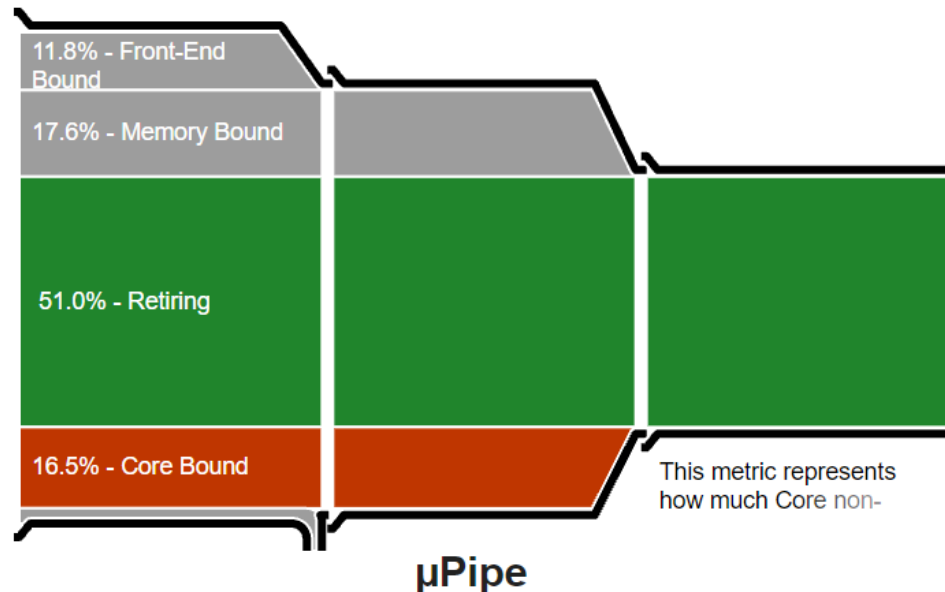 11.8% - Front-End
Bound
17.6% - Memory Bound
51.0% - Retiring
16.5% - Core Bound
This metric represents
how much Core non-
µPipe